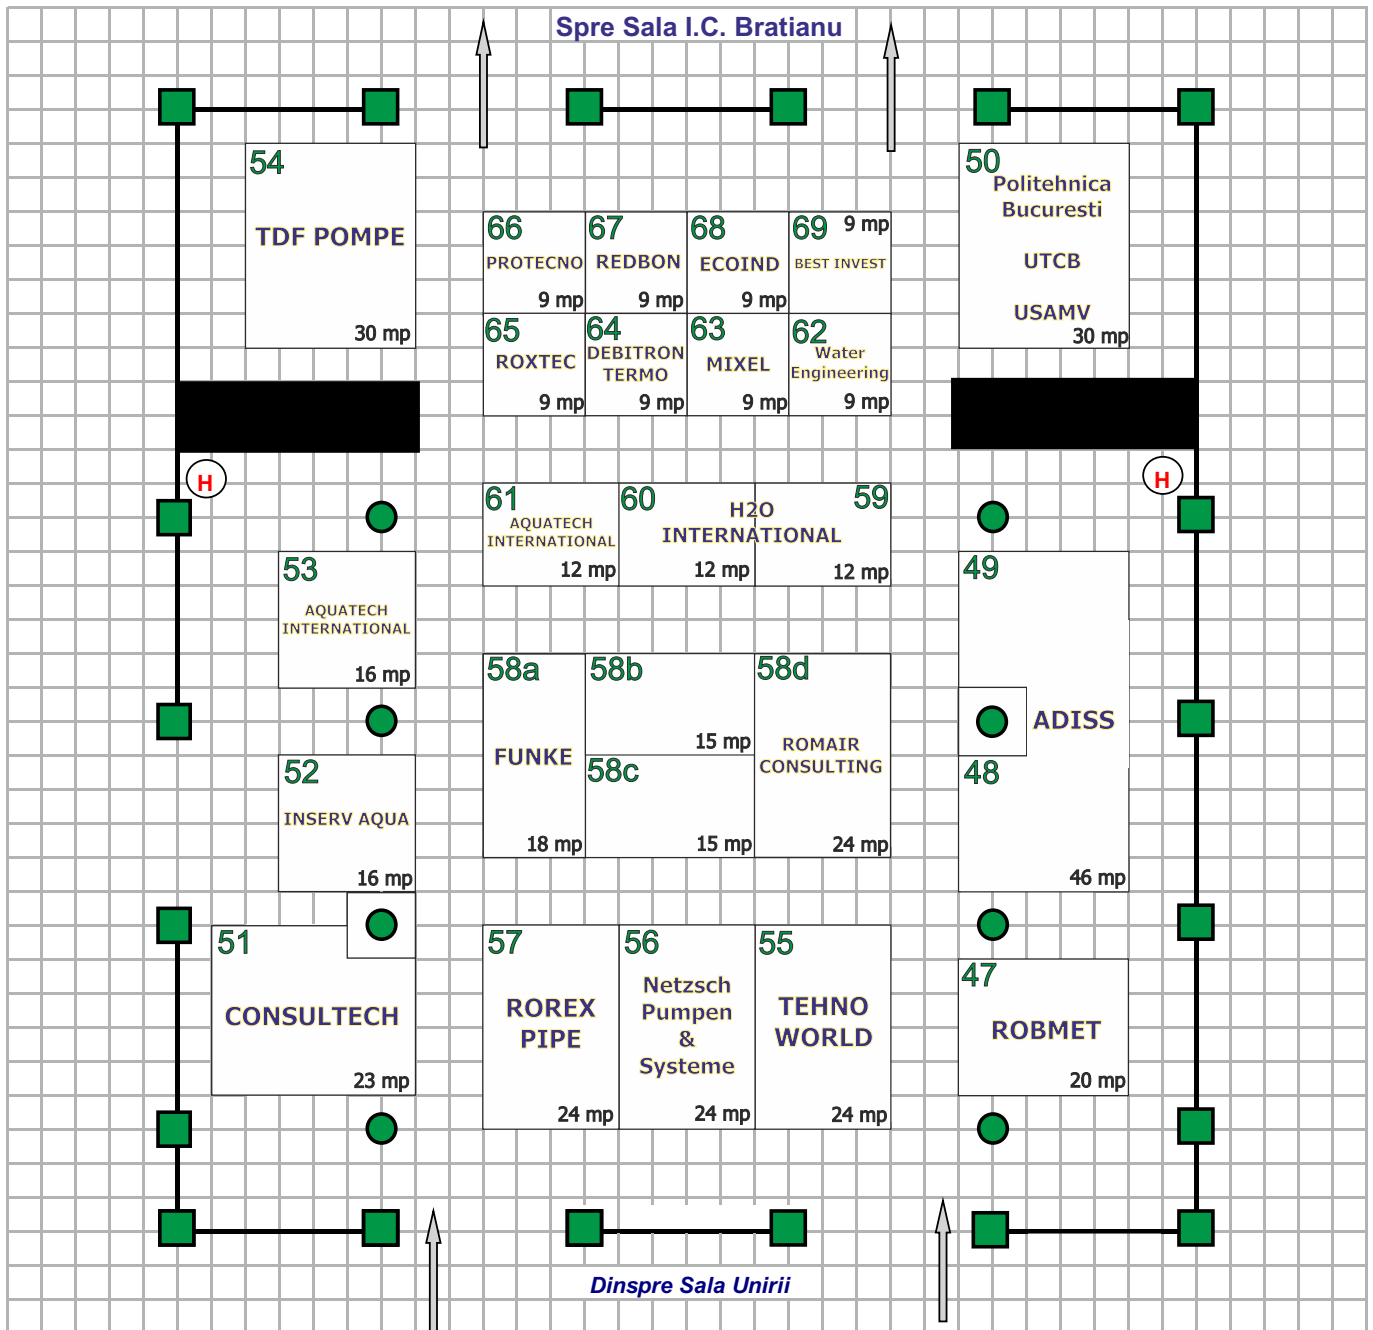 Spre Sala I.C. Bratianu
54
TDF POMPE
30 mp
66
PROTECNO
9 mp
67
REDBON
9 mp
68
ECOIND
9 mp
69
9 mp
BEST INVEST
50
Politehnica
Bucuresti
UTCB
USAMV
30 mp
65
ROXTEC
9 mp
64
DEBITRON
TERMO
9 mp
63
MIXEL
9 mp
62
Water
Engineering
9 mp
H
H
61
AQUATECH
INTERNATIONAL
12 mp
60
59
H2O
INTERNATIONAL
12 mp
12 mp
53
AQUATECH
INTERNATIONAL
16 mp
49
ADISS
48
46 mp
58a
FUNKE
18 mp
58b
15 mp
58c
15 mp
58d
ROMAIR
CONSULTING
24 mp
52
INSERV AQUA
16 mp
51
CONSULTECH
23 mp
57
ROREX
PIPE
24 mp
56
Netzsch
Pumpen
&
Systeme
24 mp
55
TEHNO
WORLD
24 mp
47
ROBMET
20 mp
Dinspre Sala Unirii